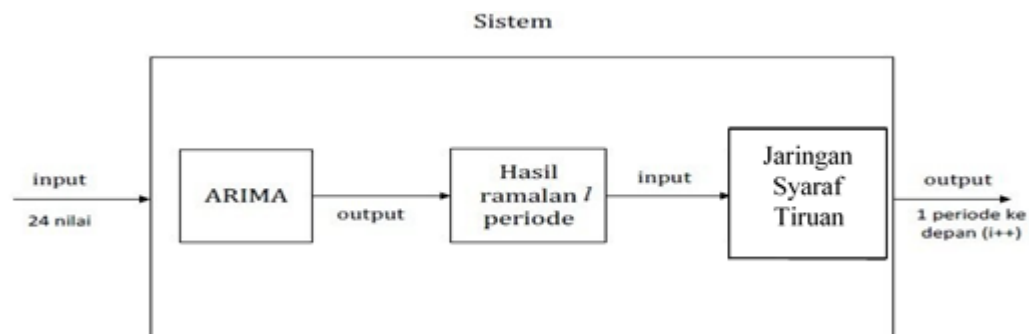 Sistem
input
24 nilai
ARIMA
output
Hasil
ramalan l
periode
input
Jaringan
Syaraf
Tiruan
output
1 periode ke
depan (i++)